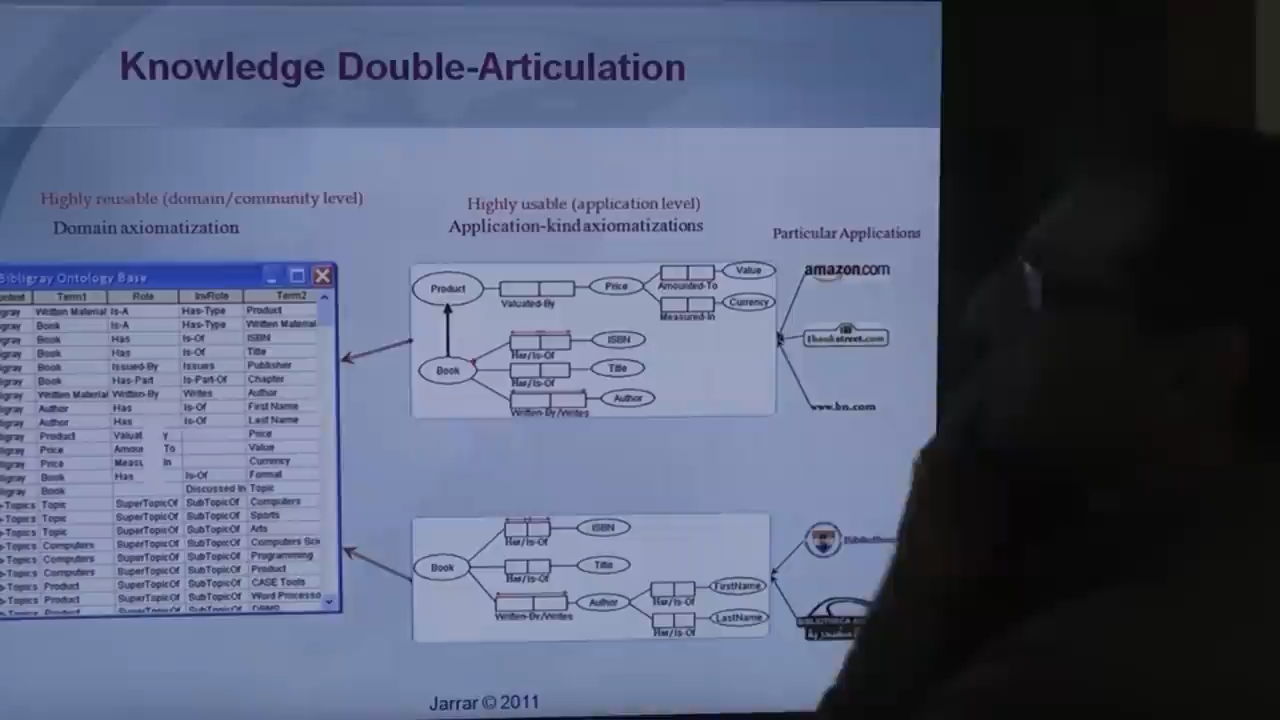 Knowledge Double-Articulation
Highly reusable (domain/community level)
Domain axiomatization
Highly usable (application level)
Application-kind axiomatizations
Particular Applications
Bibligray Ontology Base
Term1 Role InvRole Term2
Written Material Is-A Has-Type Product
Book Is-A Has-Type Written Material
Book Has Is-Of ISBN
Book Has Is-Of Title
Book Issued-By Issues Publisher
Book Has-Part Is-Part-Of Chapter
Written Material Written-By Writes Author
Author Has Is-Of First Name
Author Has Is-Of Last Name
Product Price
Price To Value
Price In Currency
Book Has Is-Of Format
Book Discussed In Topic
Topic SuperTopicOf SubTopicOf Computers
Topic SuperTopicOf SubTopicOf Sports
Topic SuperTopicOf SubTopicOf Arts
Computers SuperTopicOf SubTopicOf Computers
Computers SuperTopicOf SubTopicOf Programming
Computers SuperTopicOf SubTopicOf Product
Product SuperTopicOf SubTopicOf CASE Tools
Product SuperTopicOf SubTopicOf Word
Product SuperTopicOf SubTopicOf
Product
Valuated-By
Price
Amounted-To
Value
Measured-In
Currency
Book
Has/Is-Of
ISBN
Has/Is-Of
Title
Written-By/Writes
Author
amazon.com
www.bn.com
Book
Has/Is-Of
ISBN
Has/Is-Of
Title
Written-By/Writes
Author
Has/Is-Of
FirstName
Has/Is-Of
LastName
Jarrar © 2011